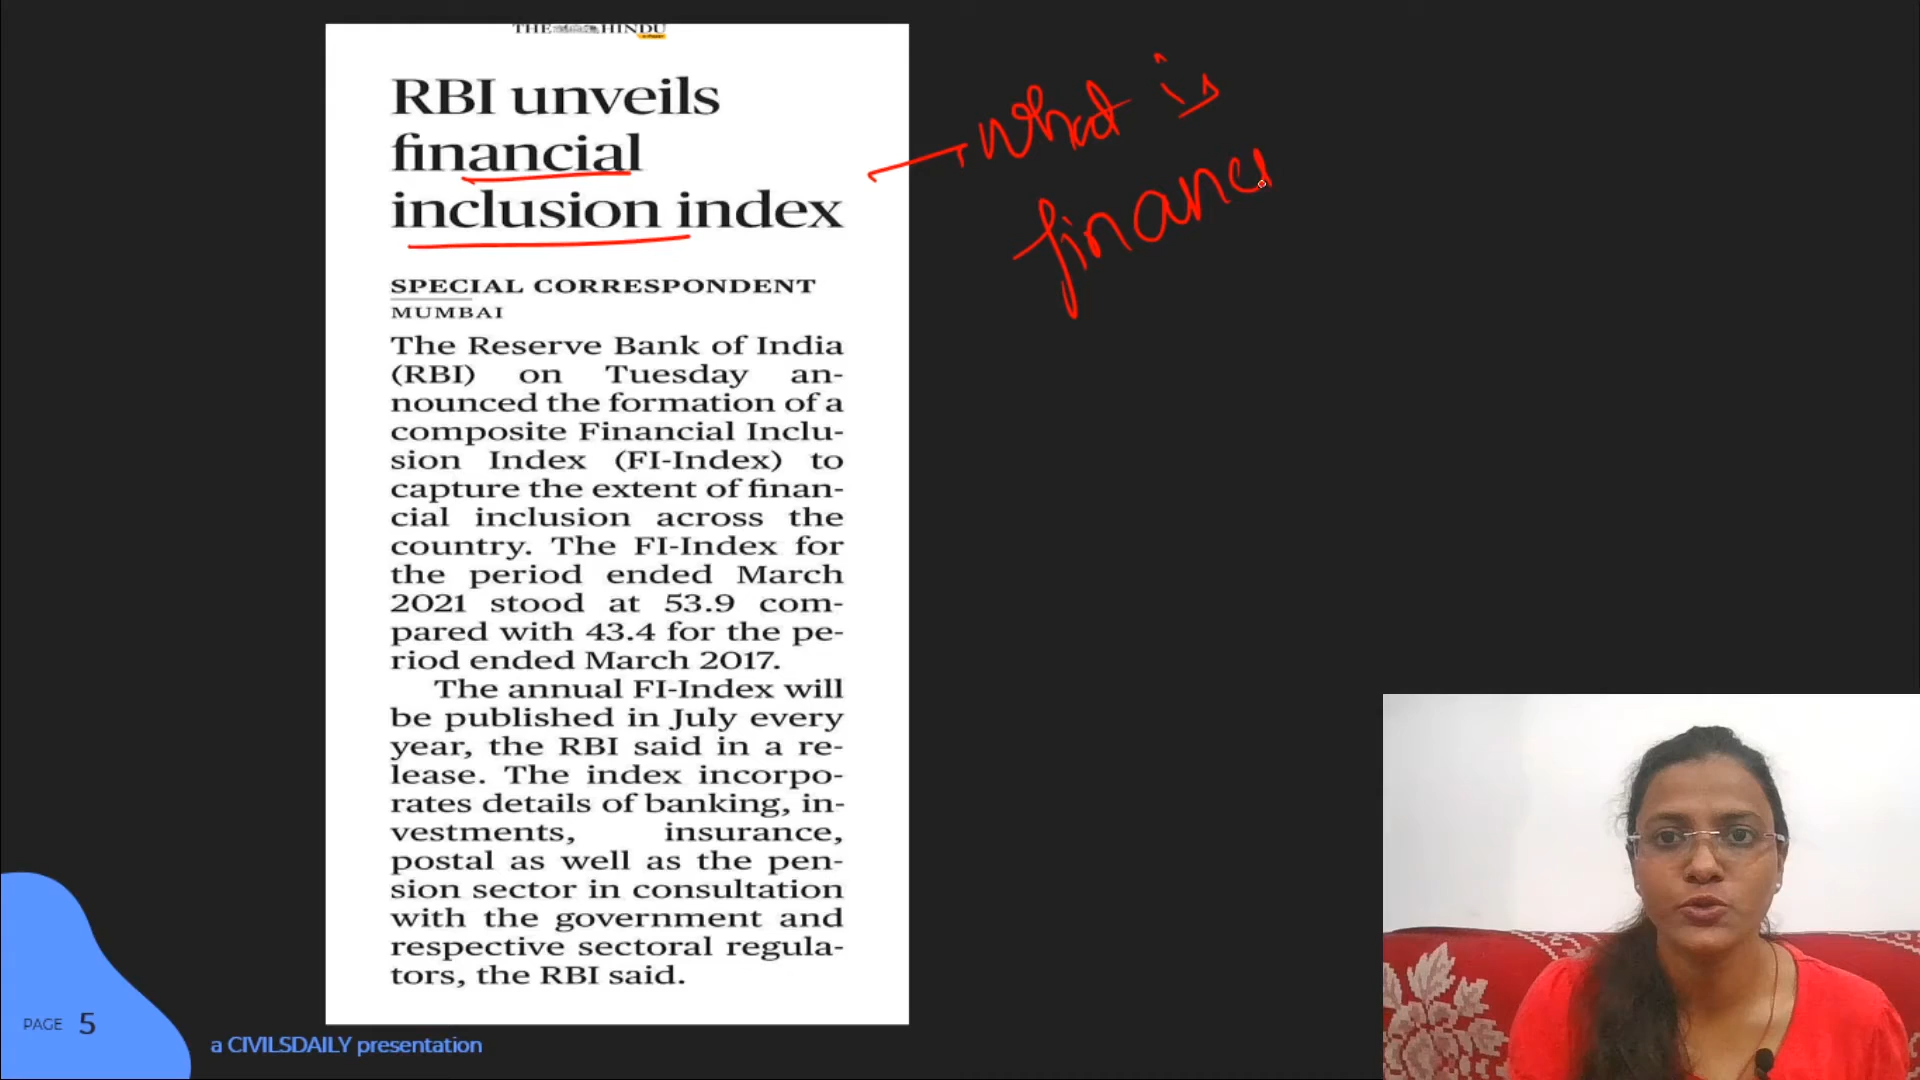 THE HINDU
RBI unveils
financial
inclusion index
SPECIAL CORRESPONDENT
MUMBAI
The Reserve Bank of India
(RBI) on Tuesday an-
nounced the formation of a
composite Financial Inclu-
sion Index (FI-Index) to
capture the extent of finan-
cial inclusion across the
country. The FI-Index for
the period ended March
2021 stood at 53.9 com-
pared with 43.4 for the pe-
riod ended March 2017.
The annual FI-Index will
be published in July every
year, the RBI said in a re-
lease. The index incorpo-
rates details of banking, in-
vestments, insurance,
postal as well as the pen-
sion sector in consultation
with the government and
respective sectoral regula-
tors, the RBI said.
What is
financi
PAGE 5
a CIVILSDAILY presentation